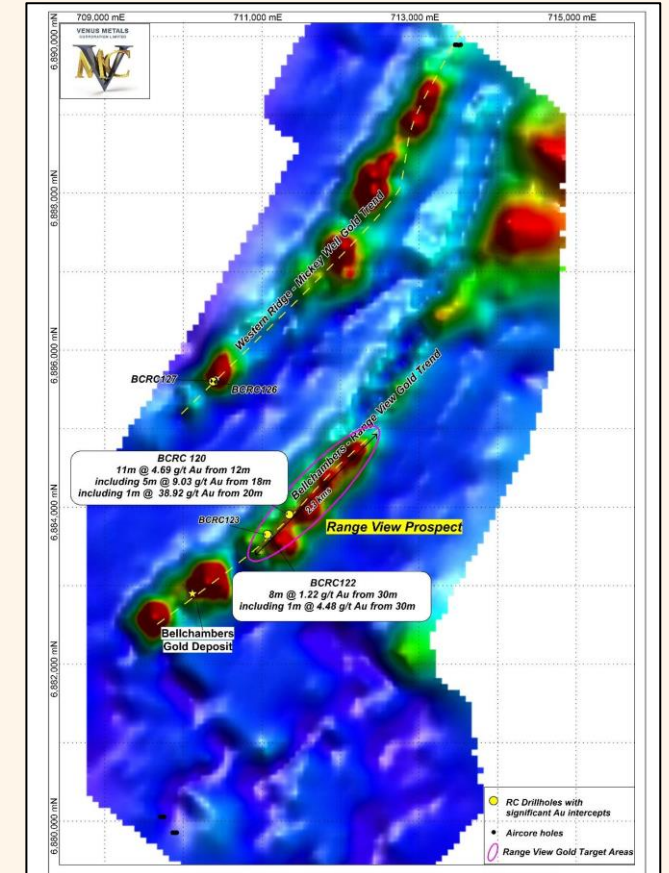 709,000 mE
711,000 mE
713,000 mE
715,000 mE
VENUS METALS
CORPORATION LIMITED
VMC
6,890,000 mN
6,888,000 mN
6,886,000 mN
6,884,000 mN
6,882,000 mN
6,880,000 mN
Western Ridge - Mickey Well Gold Trend
BCRC127
BCRC126
Bellchambers - Range View Gold Trend
BCRC 120
11m @ 4.69 g/t Au from 12m
including 5m @ 9.03 g/t Au from 18m
including 1m @ 38.92 g/t Au from 20m
2.3 kms
BCRC123
Range View Prospect
BCRC122
8m @ 1.22 g/t Au from 30m
including 1m @ 4.48 g/t Au from 30m
Bellchambers
Gold Deposit
RC Drillholes with
significant Au intercepts
Aircore holes
Range View Gold Target Areas